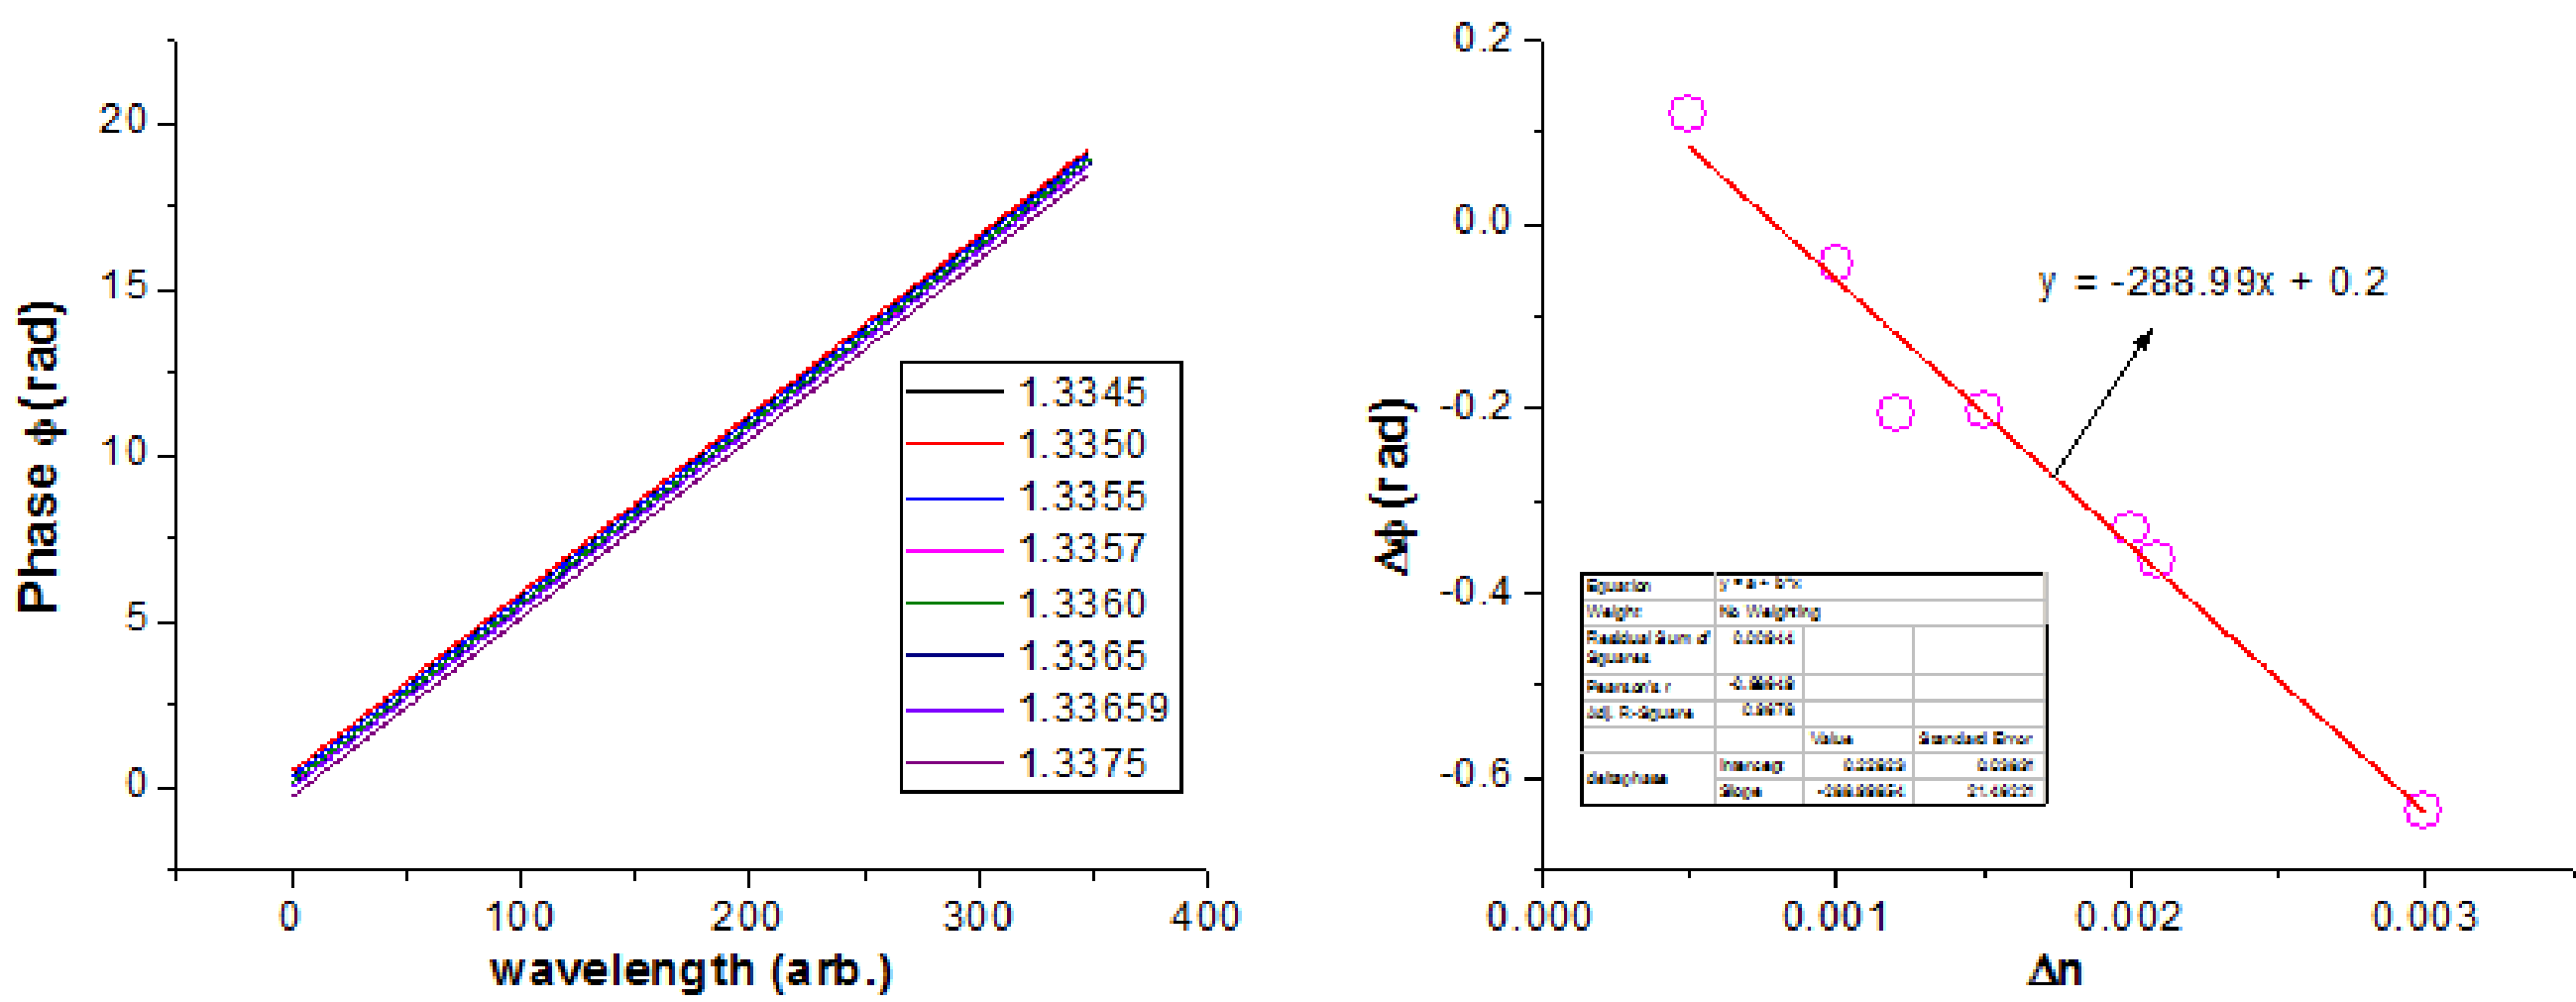 20
15
10
5
0
Phase ϕ(rad)
1.3345
1.3350
1.3355
1.3357
1.3360
1.3365
1.33659
1.3375
0 100 200 300 400
wavelength (arb.)
0.2
0.0
-0.2
-0.4
-0.6
Δϕ(rad)
y = -288.99x + 0.2
Equation y = a + b*x
Weight No Weighting
Residual Sum of Squares
Pearson's r
Adj. R-Square
Value Standard Error
deltaphase Intercept
Slope
0.000 0.001 0.002 0.003
Δn